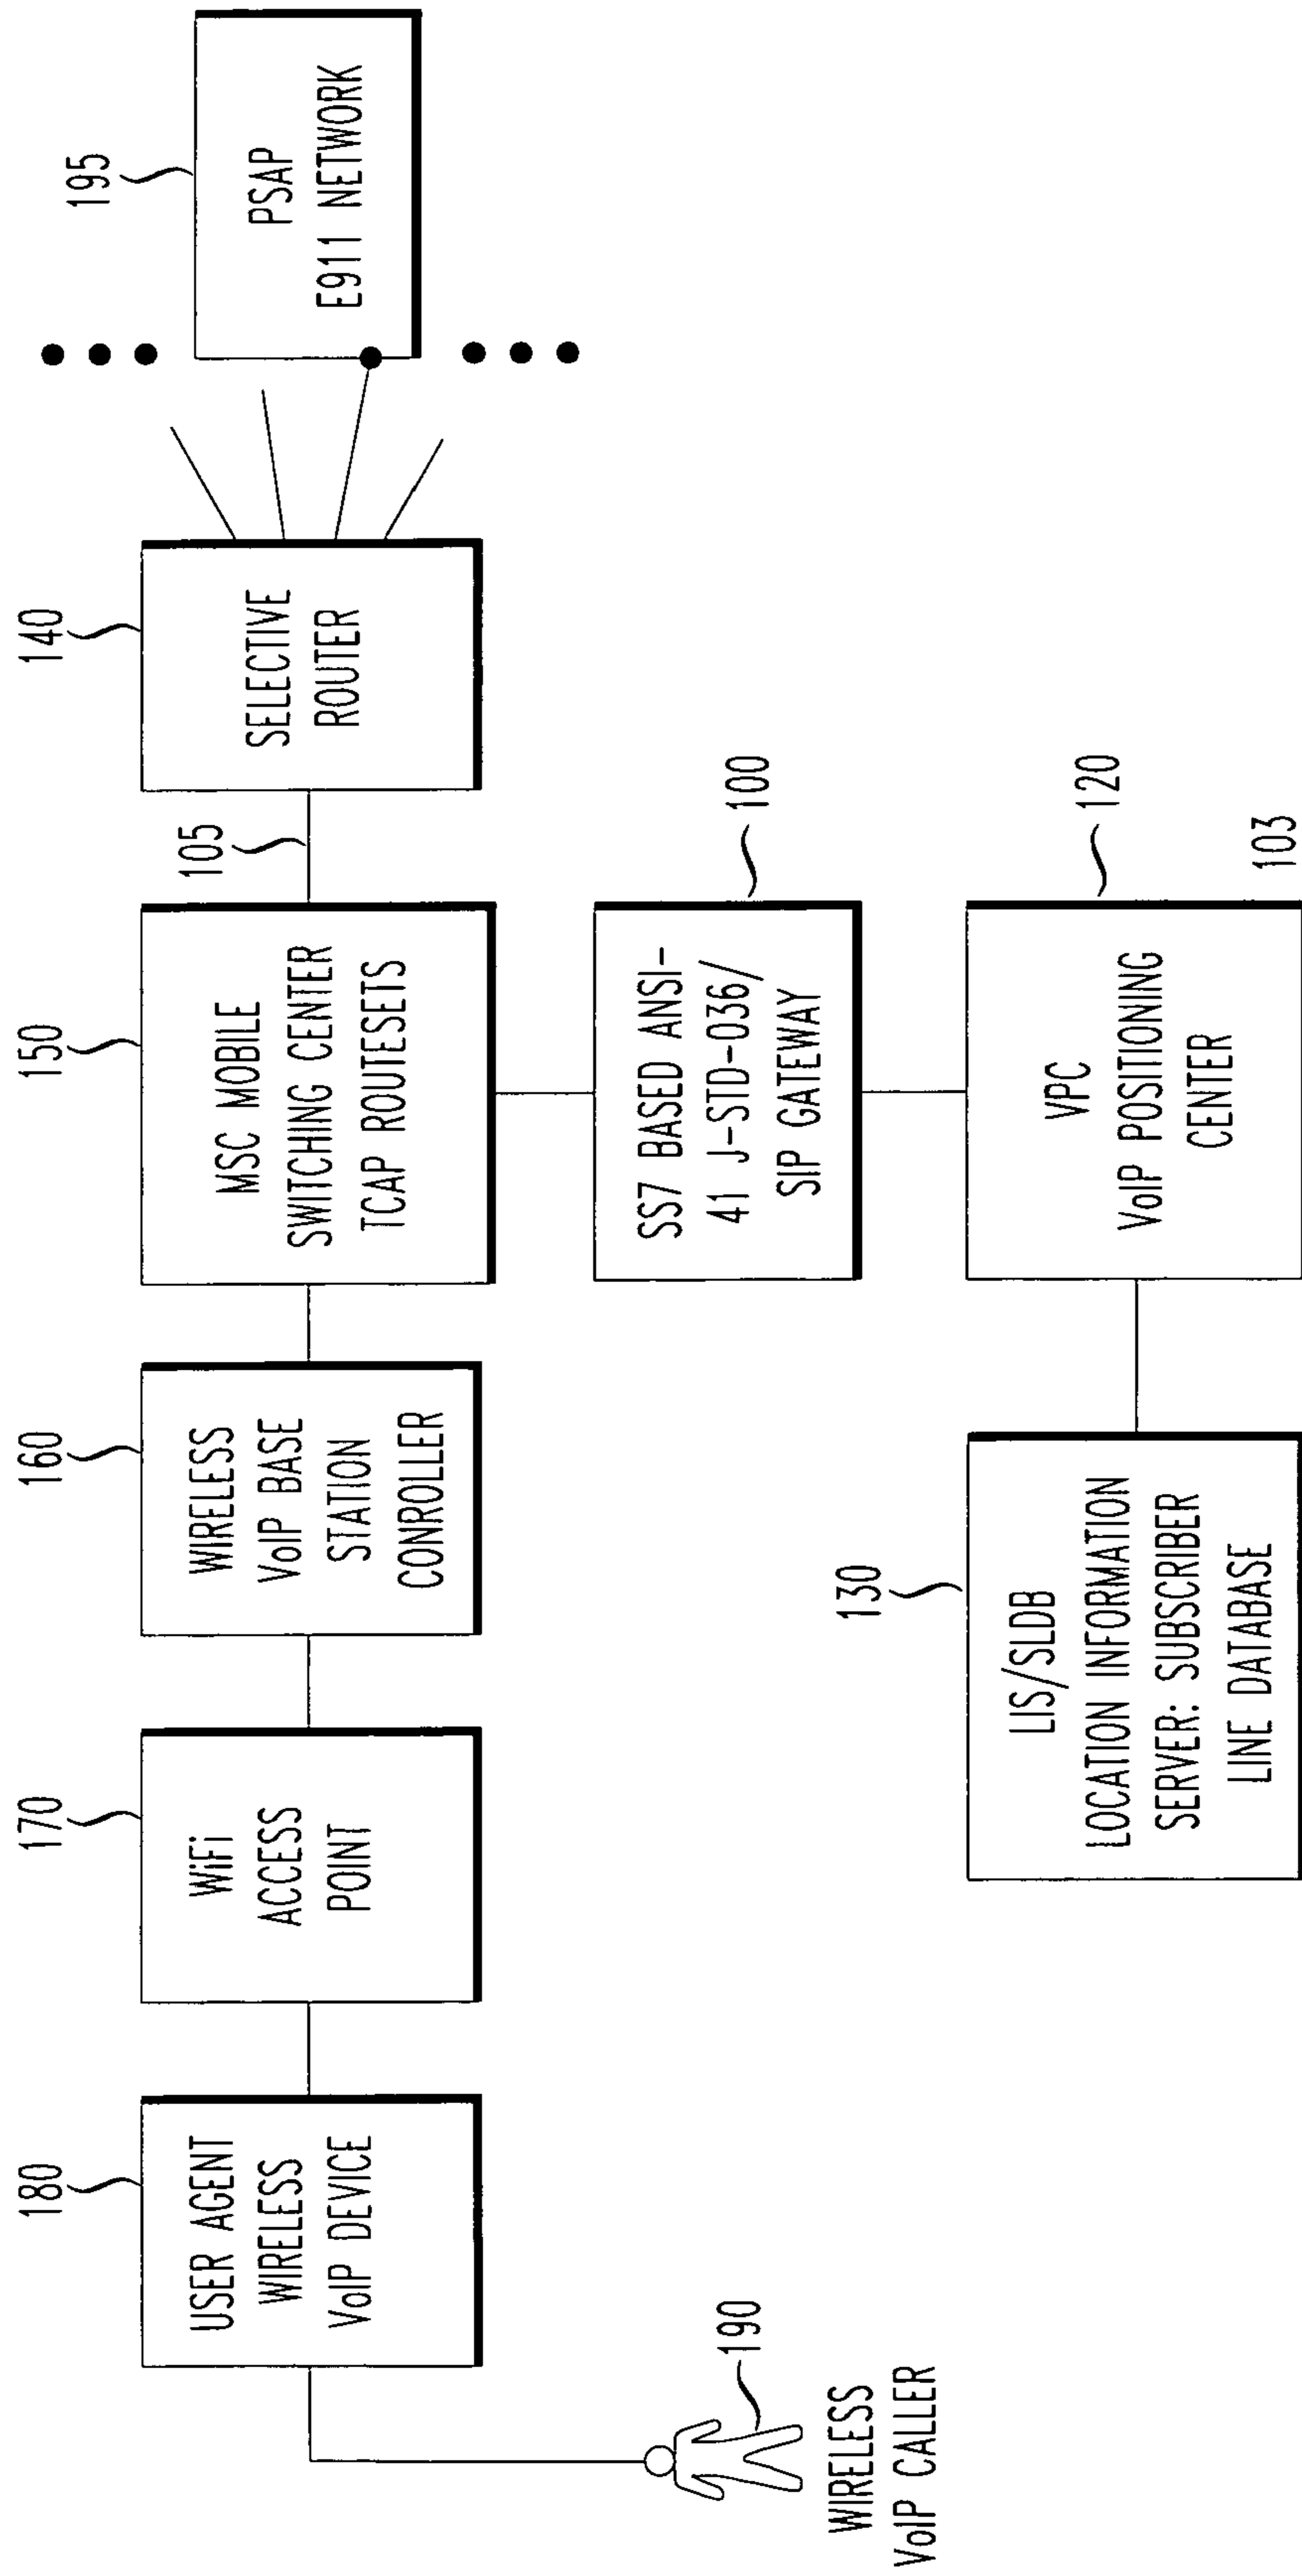 180
USER AGENT
WIRELESS
VoIP DEVICE
170
WiFi
ACCESS
POINT
160
WIRELESS
VoIP BASE
STATION
CONROLLER
150
MSC MOBILE
SWITCHING CENTER
TCAP ROUTESETS
105
140
SELECTIVE
ROUTER
195
PSAP
E911 NETWORK
190
WIRELESS
VoIP CALLER
100
SS7 BASED ANSI-
41 J-STD-036/
SIP GATEWAY
130
LIS/SLDB
LOCATION INFORMATION
SERVER: SUBSCRIBER
LINE DATABASE
120
VPC
VoIP POSITIONING
CENTER
103